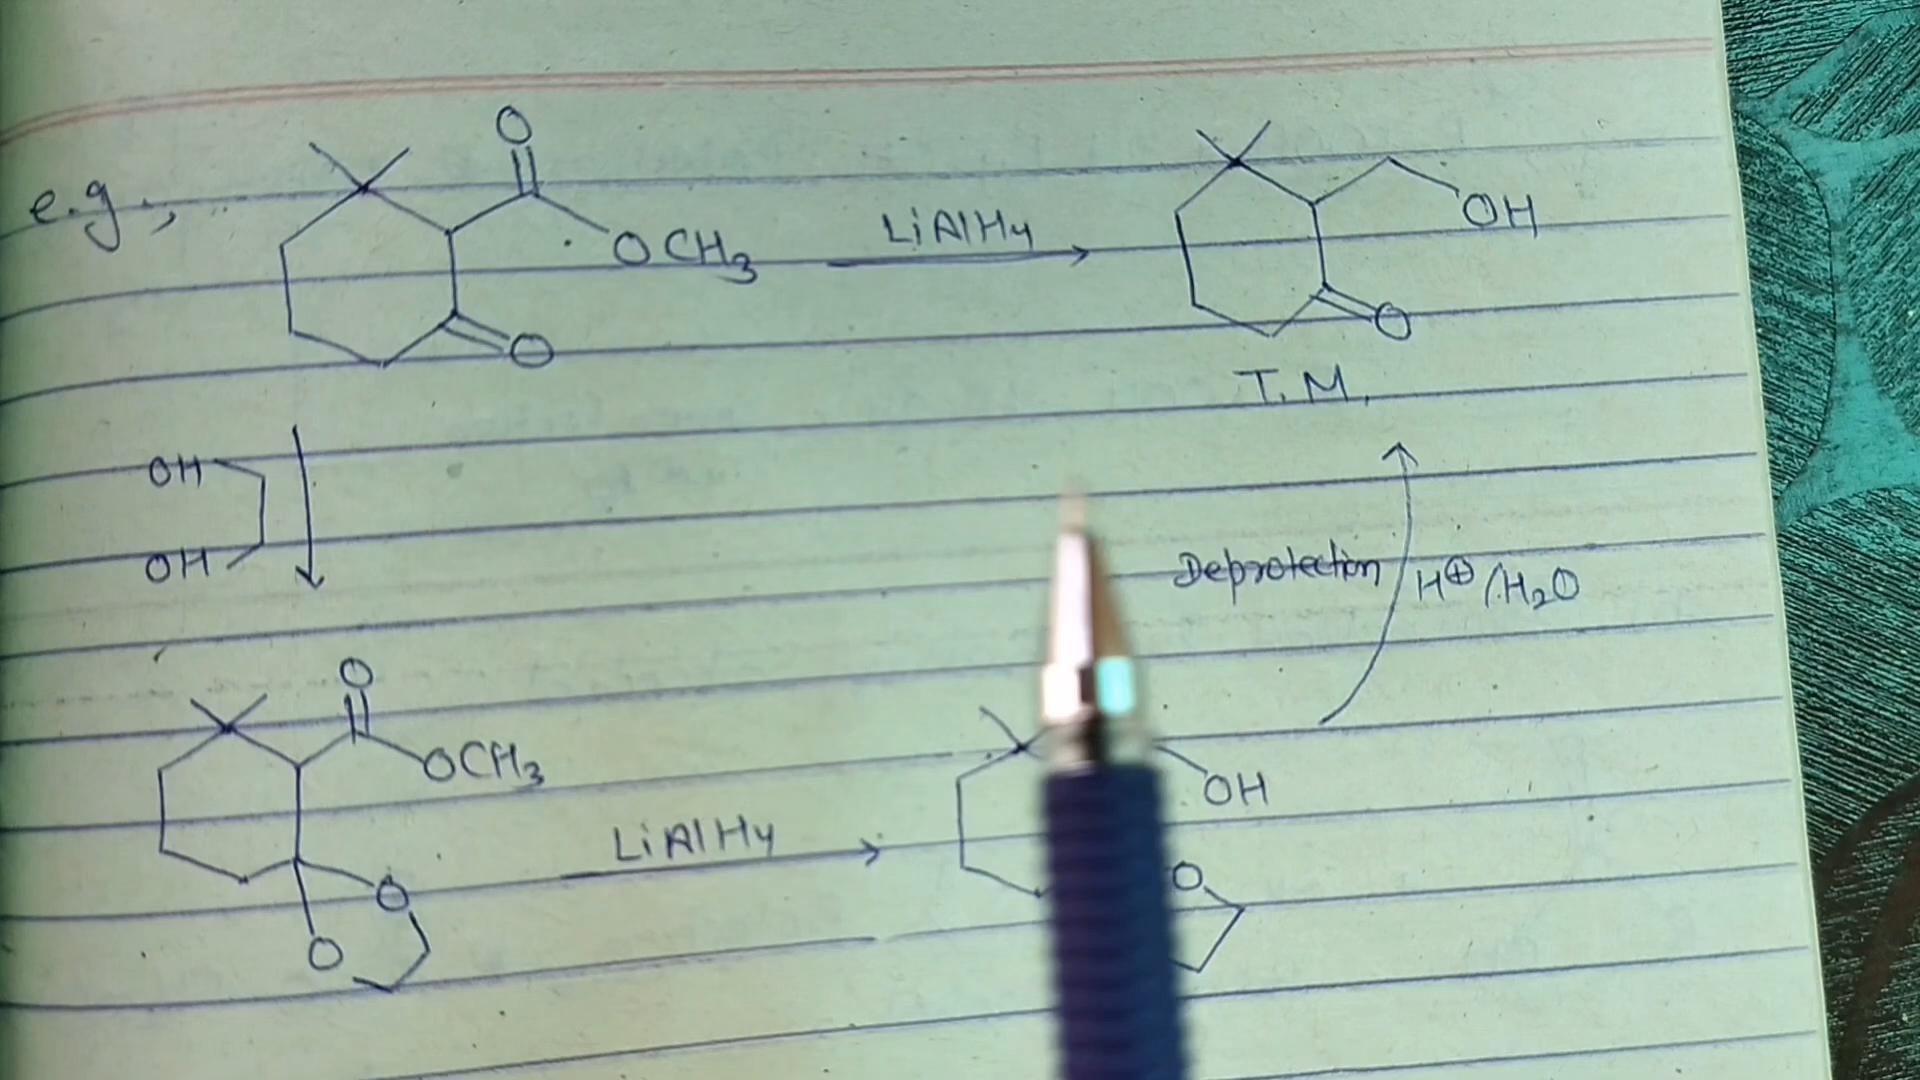 O
e.g.,
OCH3
LiAlH4
OH
O
O
T.M.
OH
OH
Deprotection
H⊕/H2O
O
OCH3
OH
LiAlH4
O
O
O